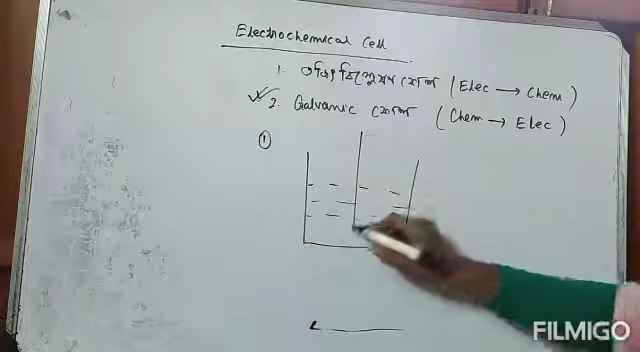 Electrochemical Cell
1. তড়িৎ বিশ্লেষ্য কোষ (Elec → Chem)
✓ 2. Galvanic কোষ (Chem → Elec)
①
FILMIGO